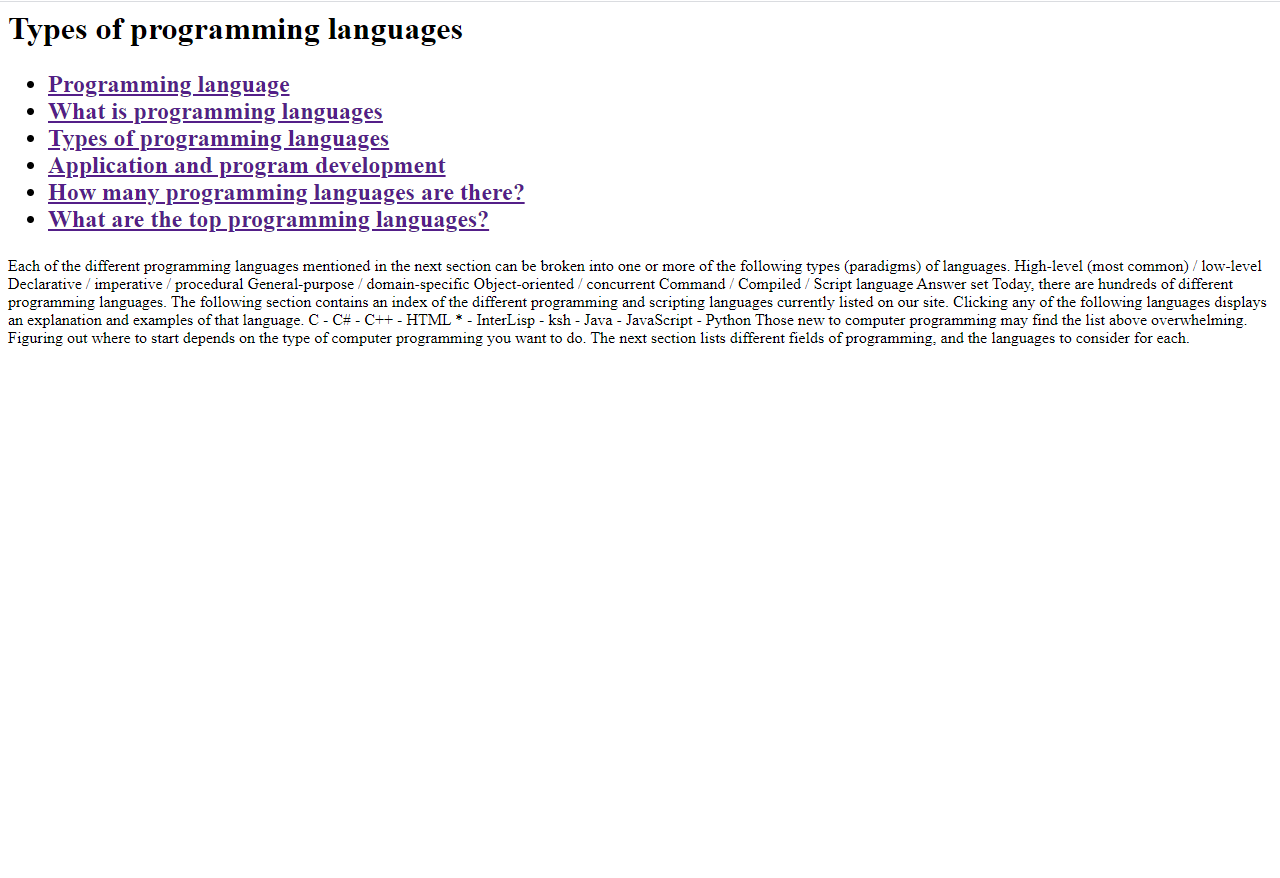 Types of programming languages
Programming language
What is programming languages
Types of programming languages
Application and program development
How many programming languages are there?
What are the top programming languages?
Each of the different programming languages mentioned in the next section can be broken into one or more of the following types (paradigms) of languages. High-level (most common) / low-level
Declarative / imperative / procedural General-purpose / domain-specific Object-oriented / concurrent Command / Compiled / Script language Answer set Today, there are hundreds of different
programming languages. The following section contains an index of the different programming and scripting languages currently listed on our site. Clicking any of the following languages displays
an explanation and examples of that language. C - C# - C++ - HTML * - InterLisp - ksh - Java - JavaScript - Python Those new to computer programming may find the list above overwhelming.
Figuring out where to start depends on the type of computer programming you want to do. The next section lists different fields of programming, and the languages to consider for each.